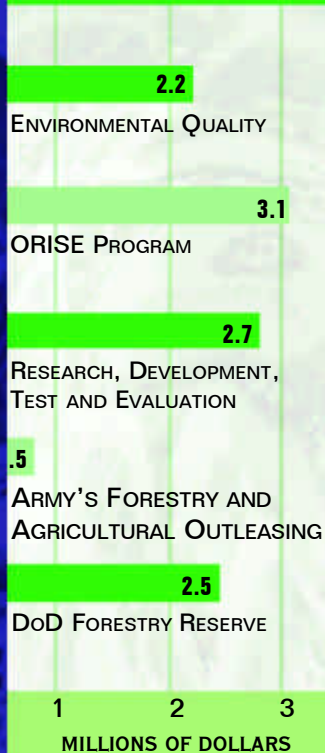 2.2
ENVIRONMENTAL QUALITY
3.1
ORISE PROGRAM
2.7
RESEARCH, DEVELOPMENT,
TEST AND EVALUATION
.5
ARMY'S FORESTRY AND
AGRICULTURAL OUTLEASING
2.5
DOD FORESTRY RESERVE
1 2 3
MILLIONS OF DOLLARS